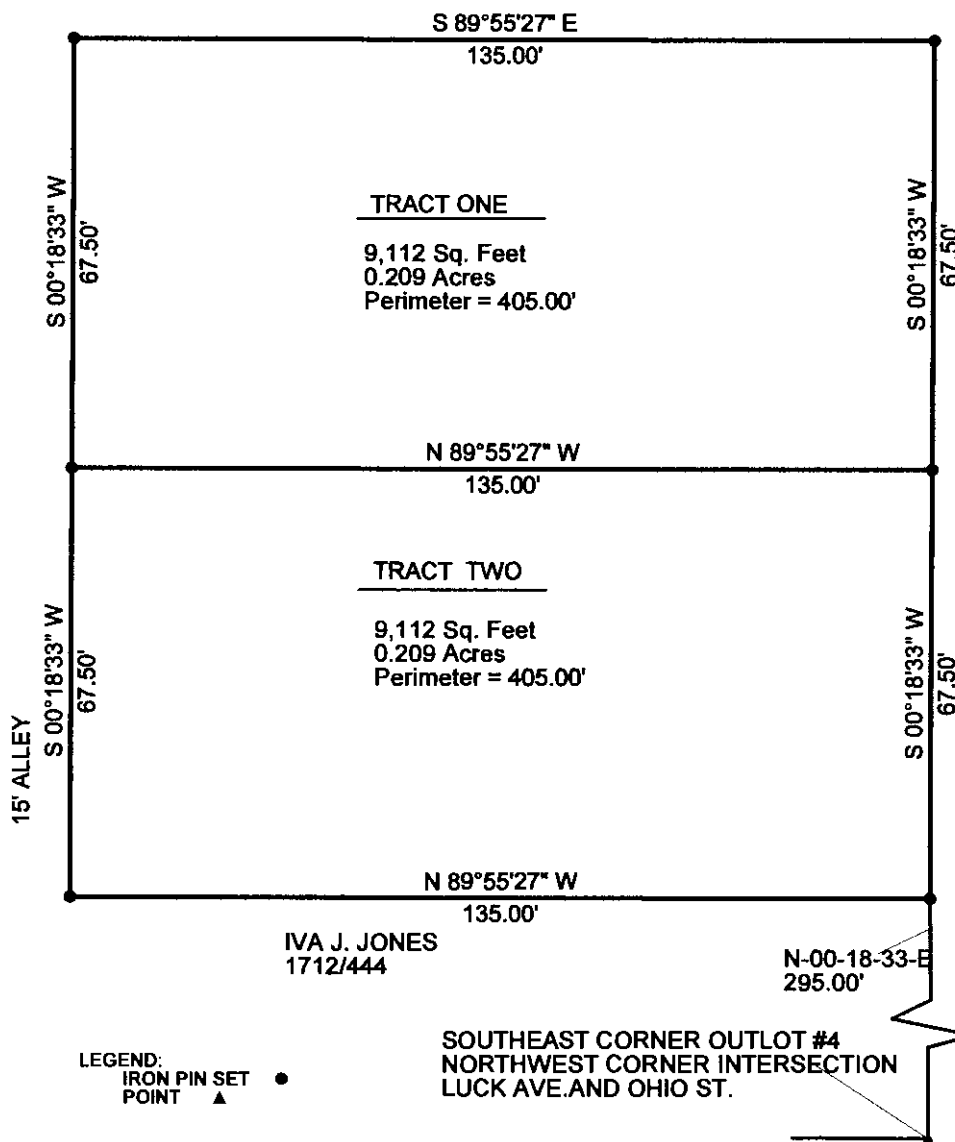 S 89°55'27" E
135.00'
S 00°18'33" W
67.50'
TRACT ONE
9,112 Sq. Feet
0.209 Acres
Perimeter = 405.00'
S 00°18'33" W
67.50'
N 89°55'27" W
135.00'
15' ALLEY
S 00°18'33" W
67.50'
TRACT TWO
9,112 Sq. Feet
0.209 Acres
Perimeter = 405.00'
S 00°18'33" W
67.50'
N 89°55'27" W
135.00'
IVA J. JONES
1712/444
N-00-18-33-E
295.00'
LEGEND:
IRON PIN SET
POINT
SOUTHEAST CORNER OUTLOT #4
NORTHWEST CORNER INTERSECTION
LUCK AVE.AND OHIO ST.